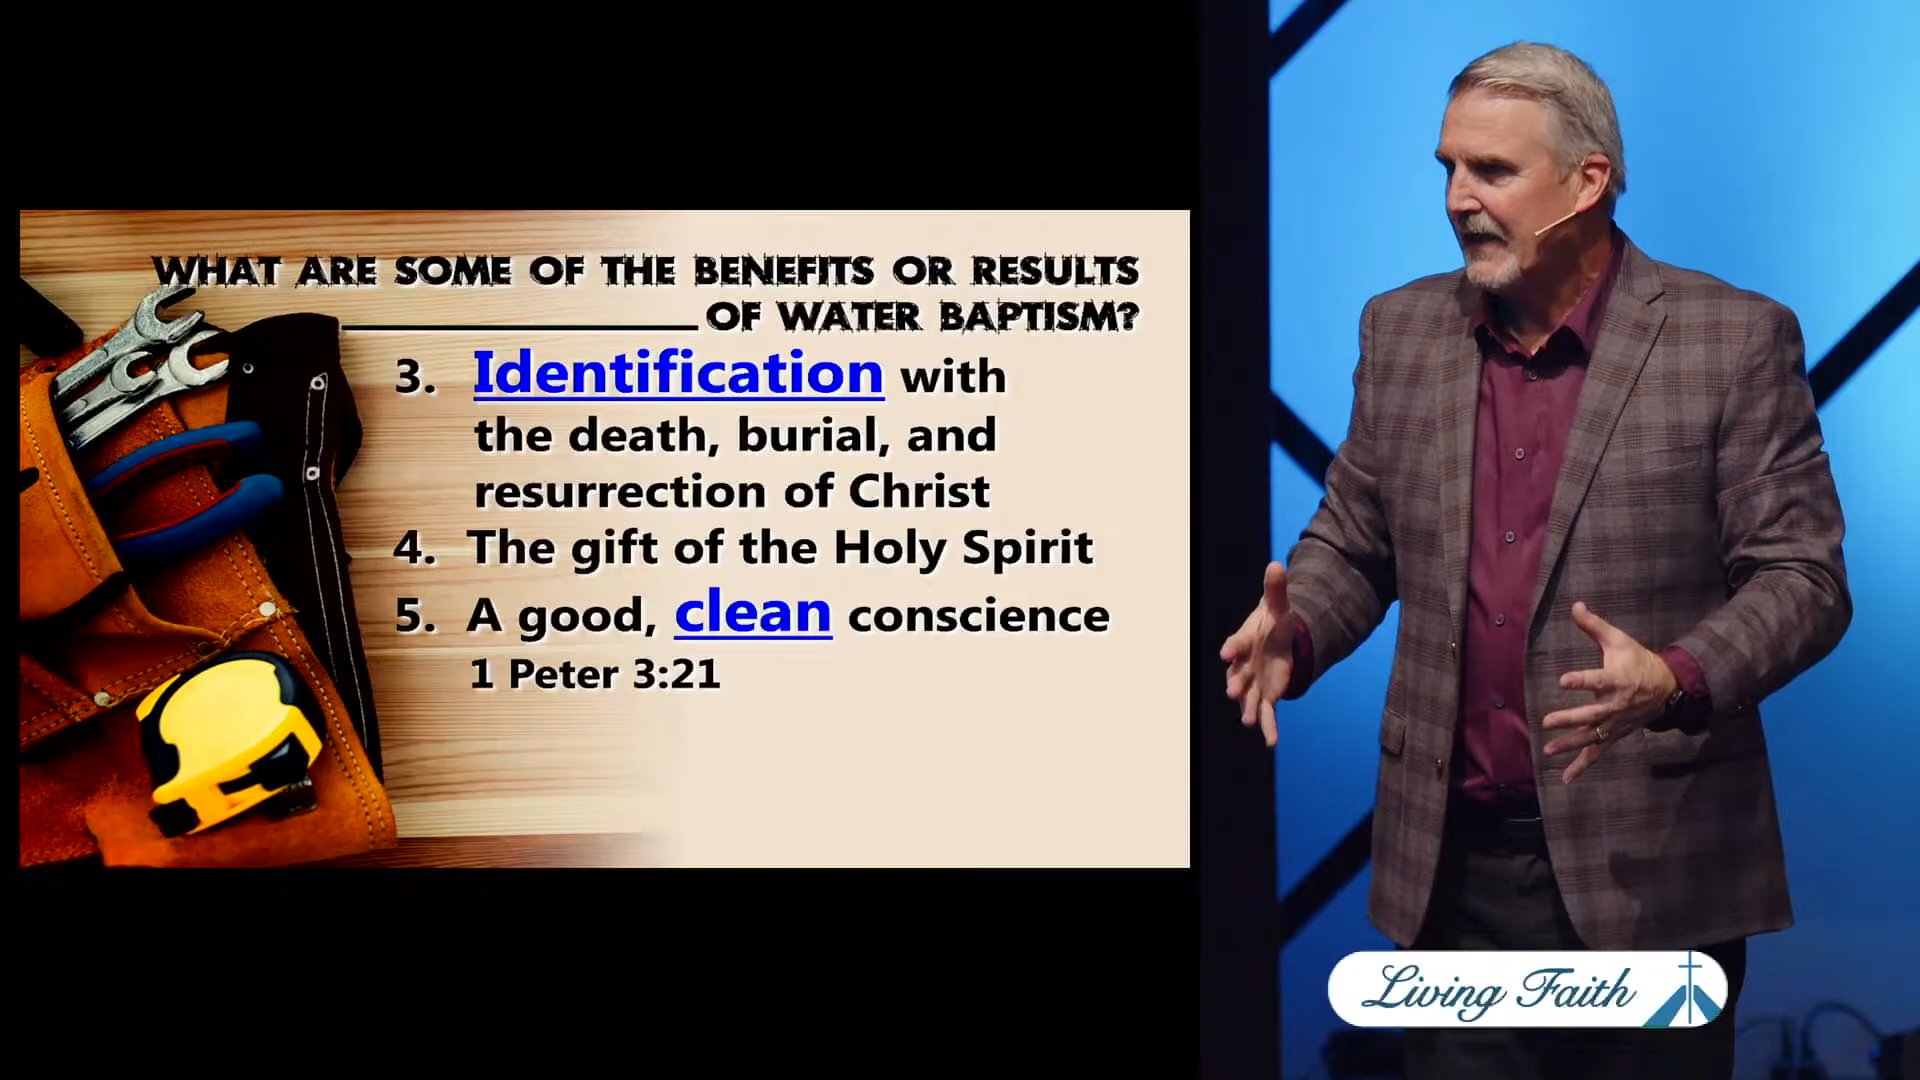 WHAT ARE SOME OF THE BENEFITS OR RESULTS
OF WATER BAPTISM?
3. Identification with
the death, burial, and
resurrection of Christ
4. The gift of the Holy Spirit
5. A good, clean conscience
1 Peter 3:21
Living Faith